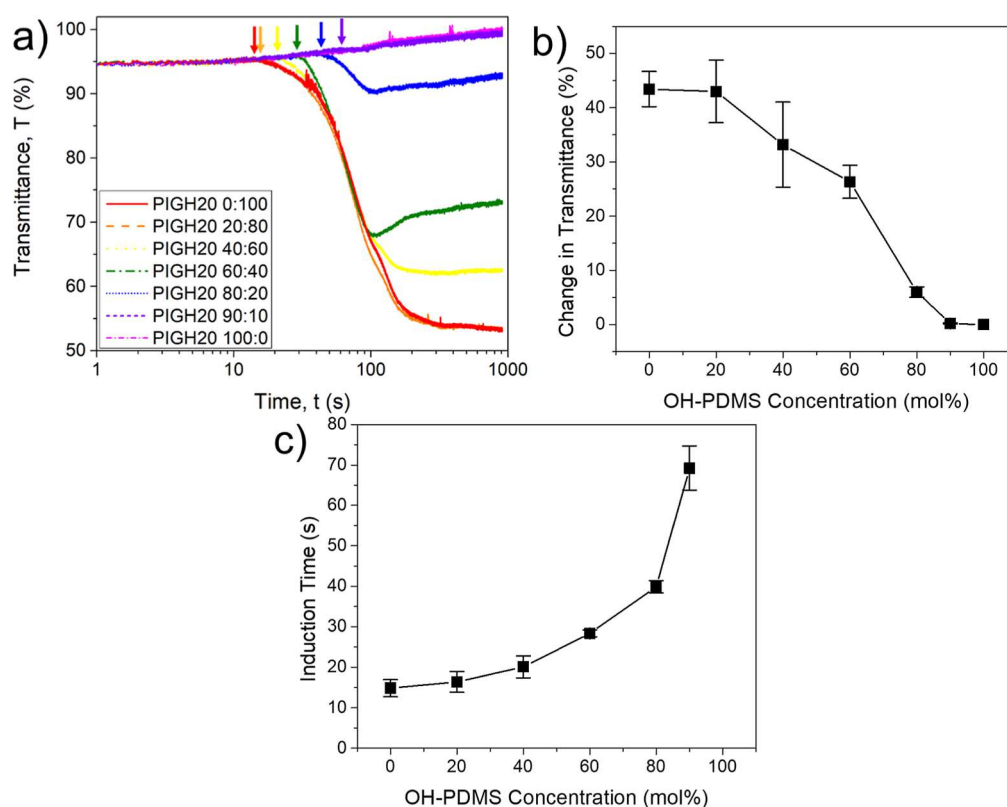 a)
100
90
80
70
60
50
Transmittance, T (%)
PIGH20 0:100
PIGH20 20:80
PIGH20 40:60
PIGH20 60:40
PIGH20 80:20
PIGH20 90:10
PIGH20 100:0
1 10 100 1000
Time, t (s)
b)
50
40
30
20
10
0
Change in Transmittance (%)
0 20 40 60 80 100
OH-PDMS Concentration (mol%)
c)
80
70
60
50
40
30
20
10
0
Induction Time (s)
0 20 40 60 80 100
OH-PDMS Concentration (mol%)